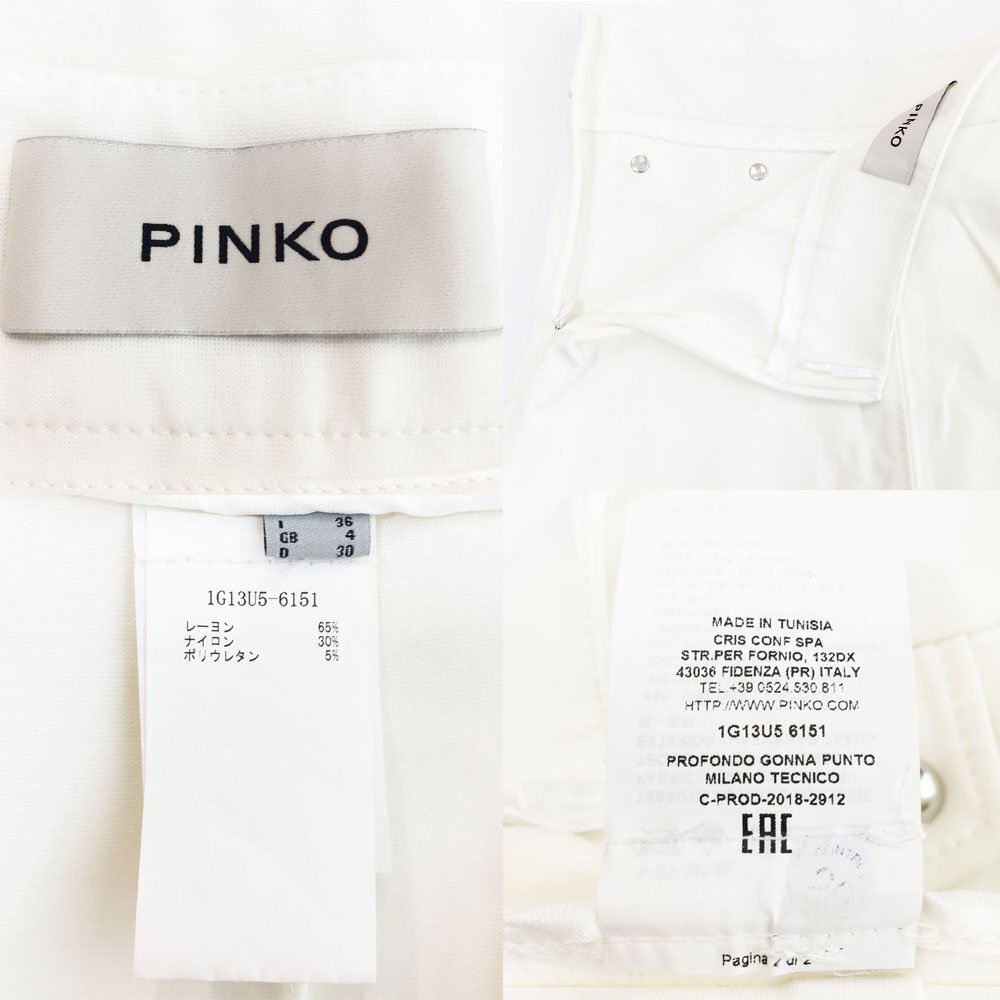 PINKO
PINKO
I 36
GB 4
D 30
1G13U5-6151
レーヨン 65%
ナイロン 30%
ポリウレタン 5%
MADE IN TUNISIA
CRIS CONF SPA
STR.PER FORNIO, 132DX
43036 FIDENZA (PR) ITALY
TEL +39 0524 530 811
HTTP://WWW.PINKO.COM
1G13U5 6151
PROFONDO GONNA PUNTO
MILANO TECNICO
C-PROD-2018-2912
EAC
Pagina 2 di 2